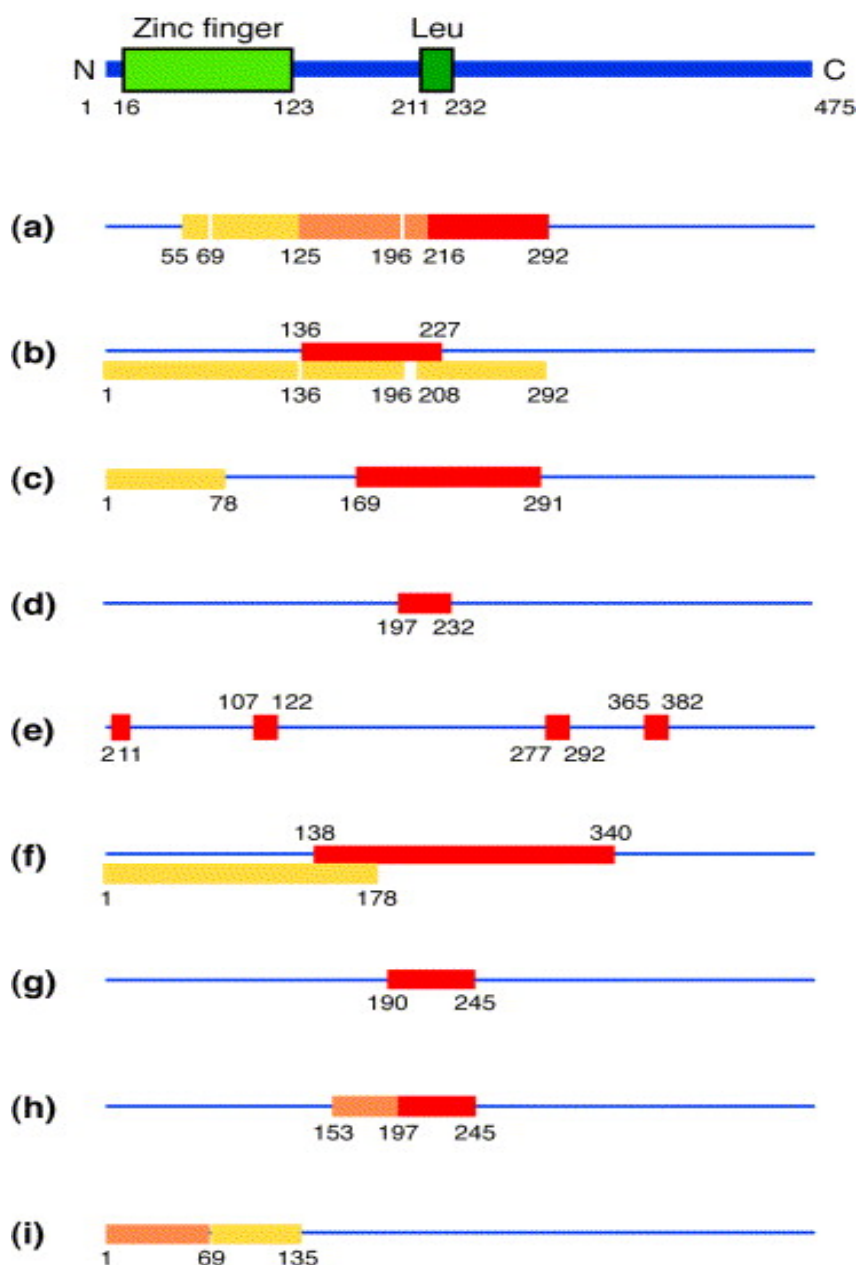 Zinc finger Leu
N C
1 16 123 211 232 475
(a)
55 69 125 196 216 292
136 227
(b)
1 136 196 208 292
(c)
1 78 169 291
(d)
197 232
107 122 365 382
(e)
211 277 292
138 340
(f)
1 178
(g)
190 245
(h)
153 197 245
(i)
1 69 135